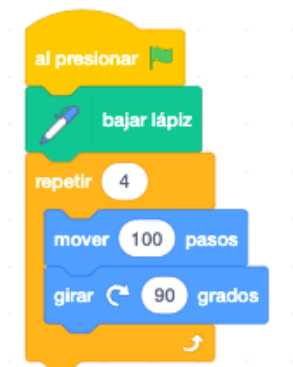 al presionar
bajar lápiz
repetir 4
mover 100 pasos
girar 90 grados